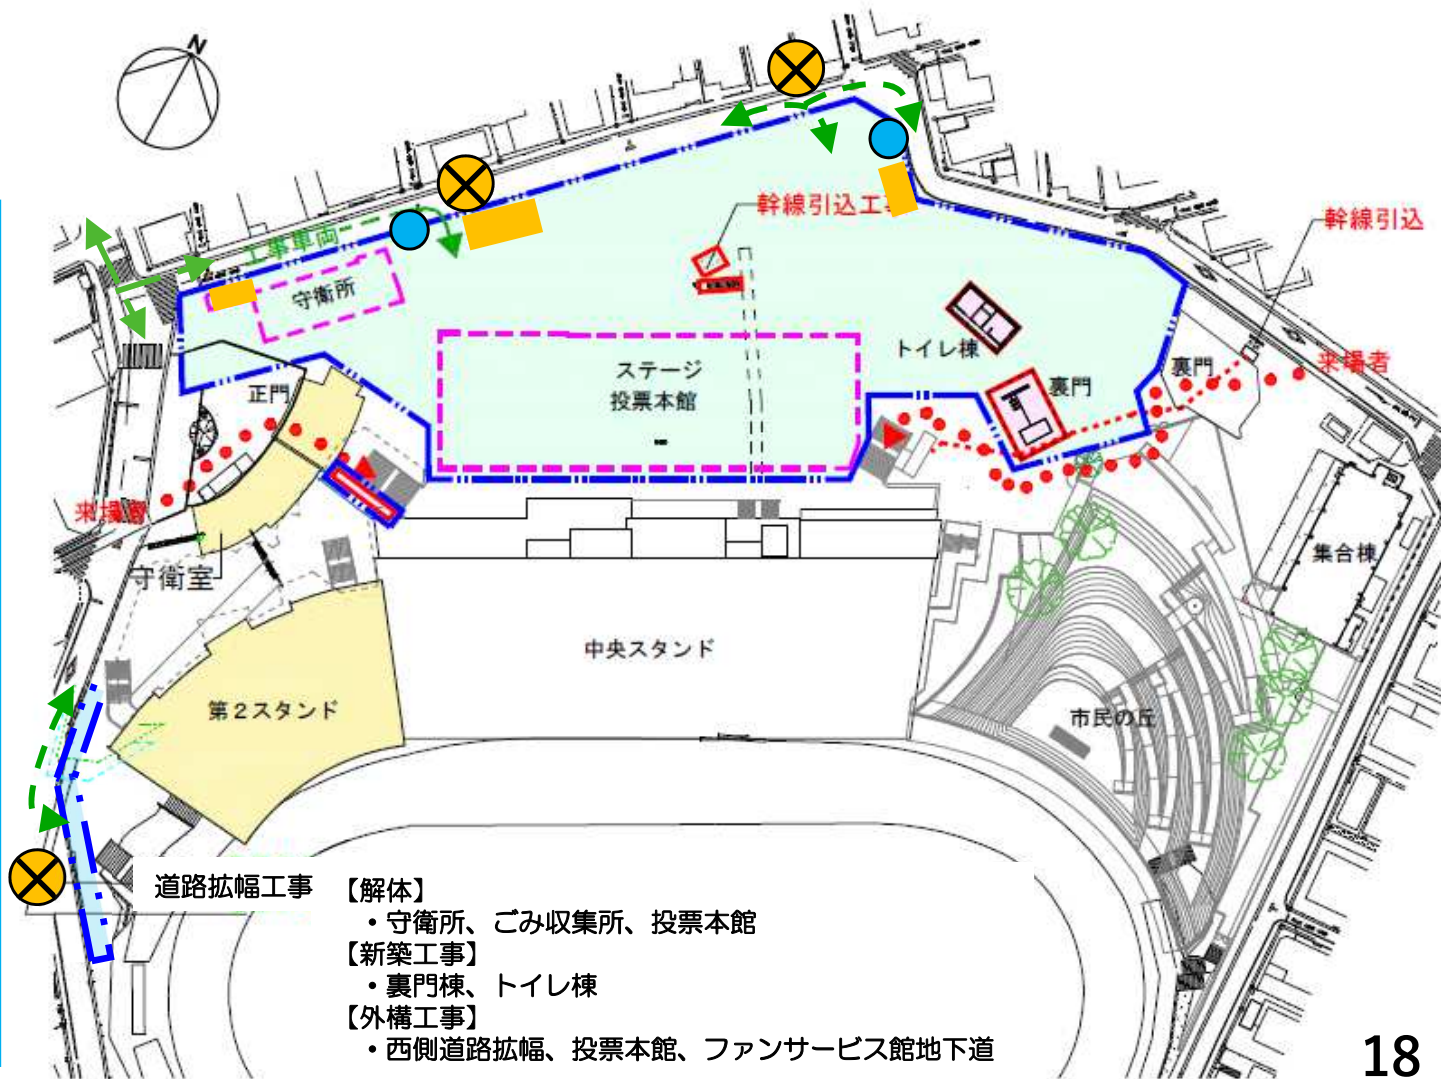 N
幹線引込工事
幹線引込
工事車両
守衛所
ステージ
投票本館
トイレ棟
裏門
裏門
来場者
正門
来場者
守衛室
集合棟
中央スタンド
第2スタンド
市民の丘
道路拡幅工事
【解体】
・守衛所、ごみ収集所、投票本館
【新築工事】
・裏門棟、トイレ棟
【外構工事】
・西側道路拡幅、投票本館、ファンサービス館地下道
18